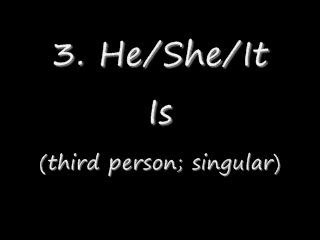 3. He/She/It
Is
(third person; singular)